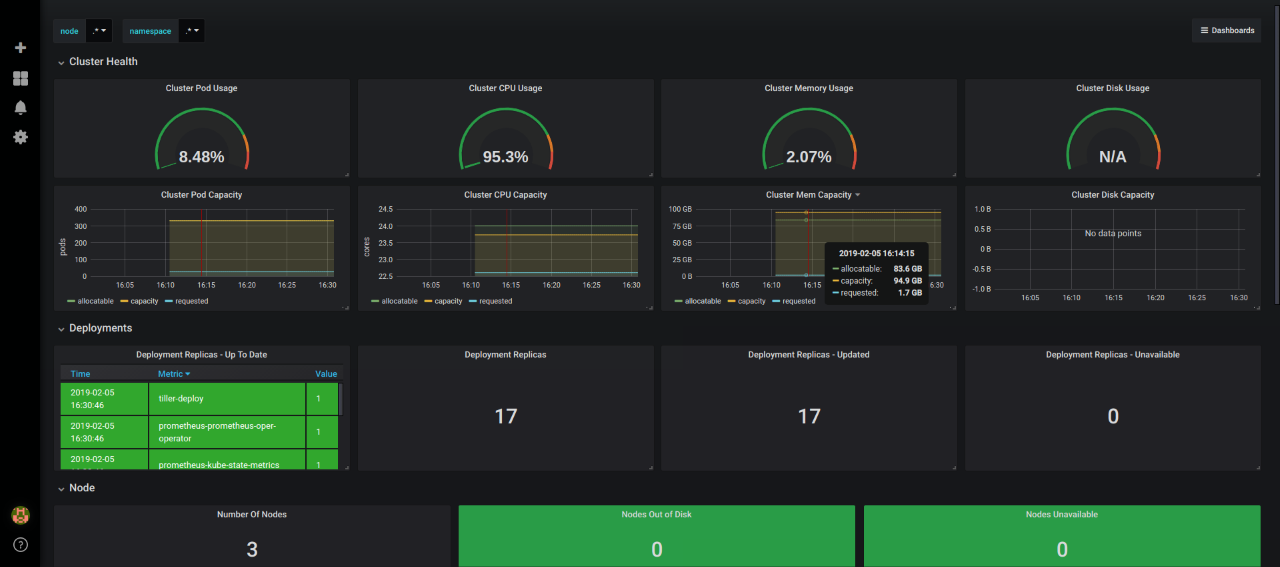 node .* namespace .* Dashboards
Cluster Health
Cluster Pod Usage
8.48%
Cluster CPU Usage
95.3%
Cluster Memory Usage
2.07%
Cluster Disk Usage
N/A
Cluster Pod Capacity
pods
400
300
200
100
0
16:05 16:10 16:15 16:20 16:25 16:30
allocatable capacity requested
Cluster CPU Capacity
cores
24.5
24.0
23.5
23.0
22.5
16:05 16:10 16:15 16:20 16:25 16:30
allocatable capacity requested
Cluster Mem Capacity
100 GB
75 GB
50 GB
25 GB
0 B
16:05 16:10 16:15 16:30
allocatable capacity requested
2019-02-05 16:14:15
allocatable: 83.6 GB
capacity: 94.9 GB
requested: 1.7 GB
Cluster Disk Capacity
1.0 B
0.5 B
0 B
-0.5 B
-1.0 B
No data points
16:05 16:10 16:15 16:20 16:25 16:30
Deployments
Deployment Replicas - Up To Date
Time Metric Value
2019-02-05
16:30:46
tiller-deploy
1
2019-02-05
16:30:46
prometheus-prometheus-oper-
operator
1
2019-02-05
prometheus-kube-state-metrics
1
Deployment Replicas
17
Deployment Replicas - Updated
17
Deployment Replicas - Unavailable
0
Node
Number Of Nodes
3
Nodes Out of Disk
0
Nodes Unavailable
0